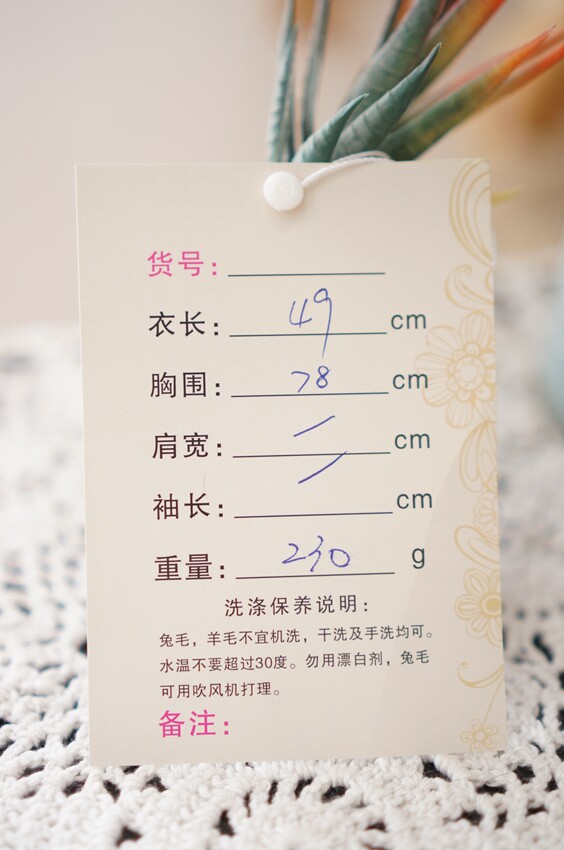 货号：
衣长：49 cm
胸围：78 cm
肩宽：／ cm
袖长：／ cm
重量：230 g
洗涤保养说明：
兔毛，羊毛不宜机洗，干洗及手洗均可。
水温不要超过30度。勿用漂白剂，兔毛
可用吹风机打理。
备注：